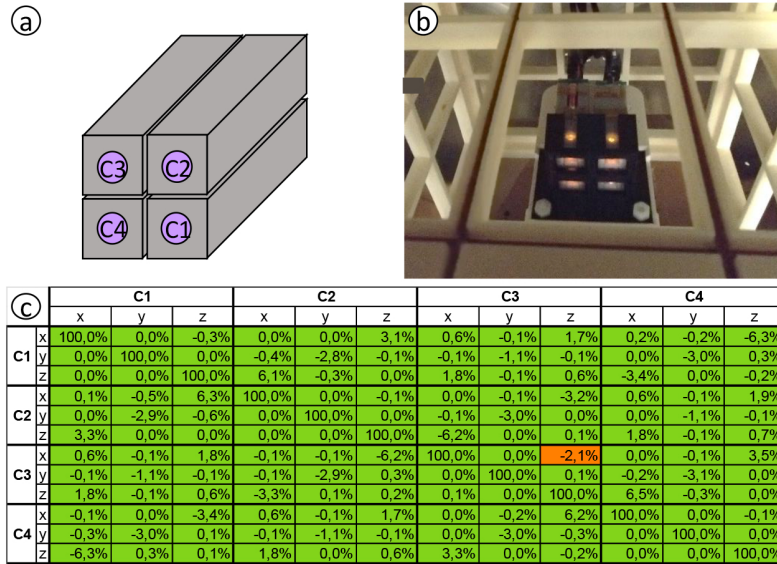 a
b
C3 C2
C4 C1
c C1 C2 C3 C4
x y z x y z x y z x y z
C1 x 100,0% 0,0% -0,3% 0,0% 0,0% 3,1% 0,6% -0,1% 1,7% 0,2% -0,2% -6,3%
y 0,0% 100,0% 0,0% -0,4% -2,8% -0,1% -0,1% -1,1% -0,1% 0,0% -3,0% 0,3%
z 0,0% 0,0% 100,0% 6,1% -0,3% 0,0% 1,8% -0,1% 0,6% -3,4% 0,0% -0,2%
C2 x 0,1% -0,5% 6,3% 100,0% 0,0% -0,1% 0,0% -0,1% -3,2% 0,6% -0,1% 1,9%
y 0,0% -2,9% -0,6% 0,0% 100,0% 0,0% -0,1% -3,0% 0,0% -0,1% -1,1% -0,1%
z 3,3% 0,0% 0,0% 0,0% 0,0% 100,0% -6,2% 0,0% 0,1% 1,8% -0,1% 0,7%
C3 x 0,6% -0,1% 1,8% -0,1% -0,1% -6,2% 100,0% 0,0% -2,1% 0,0% -0,1% 3,5%
y -0,1% -1,1% -0,1% -0,1% -2,9% 0,3% 0,0% 100,0% 0,1% -0,2% -3,1% 0,0%
z 1,8% -0,1% 0,6% -3,3% 0,1% 0,2% 0,1% 0,0% 100,0% 6,5% -0,3% 0,0%
C4 x -0,1% 0,0% -3,4% 0,6% -0,1% 1,7% 0,0% -0,2% 6,2% 100,0% 0,0% -0,1%
y -0,3% -3,0% 0,1% -0,1% -1,1% -0,1% 0,0% -3,0% -0,3% 0,0% 100,0% 0,0%
z -6,3% 0,3% 0,1% 1,8% 0,0% 0,6% 3,3% 0,0% -0,2% 0,0% 0,0% 100,0%